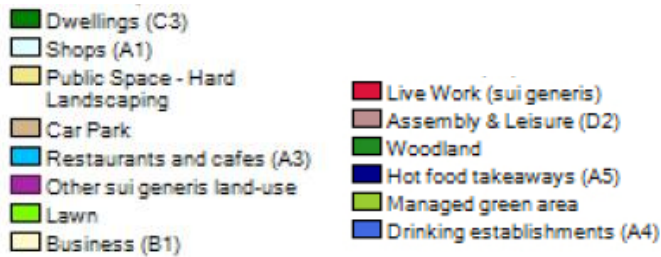 Dwellings (C3)
Shops (A1)
Public Space - Hard
Landscaping
Car Park
Restaurants and cafes (A3)
Other sui generis land-use
Lawn
Business (B1)
Live Work (sui generis)
Assembly & Leisure (D2)
Woodland
Hot food takeaways (A5)
Managed green area
Drinking establishments (A4)